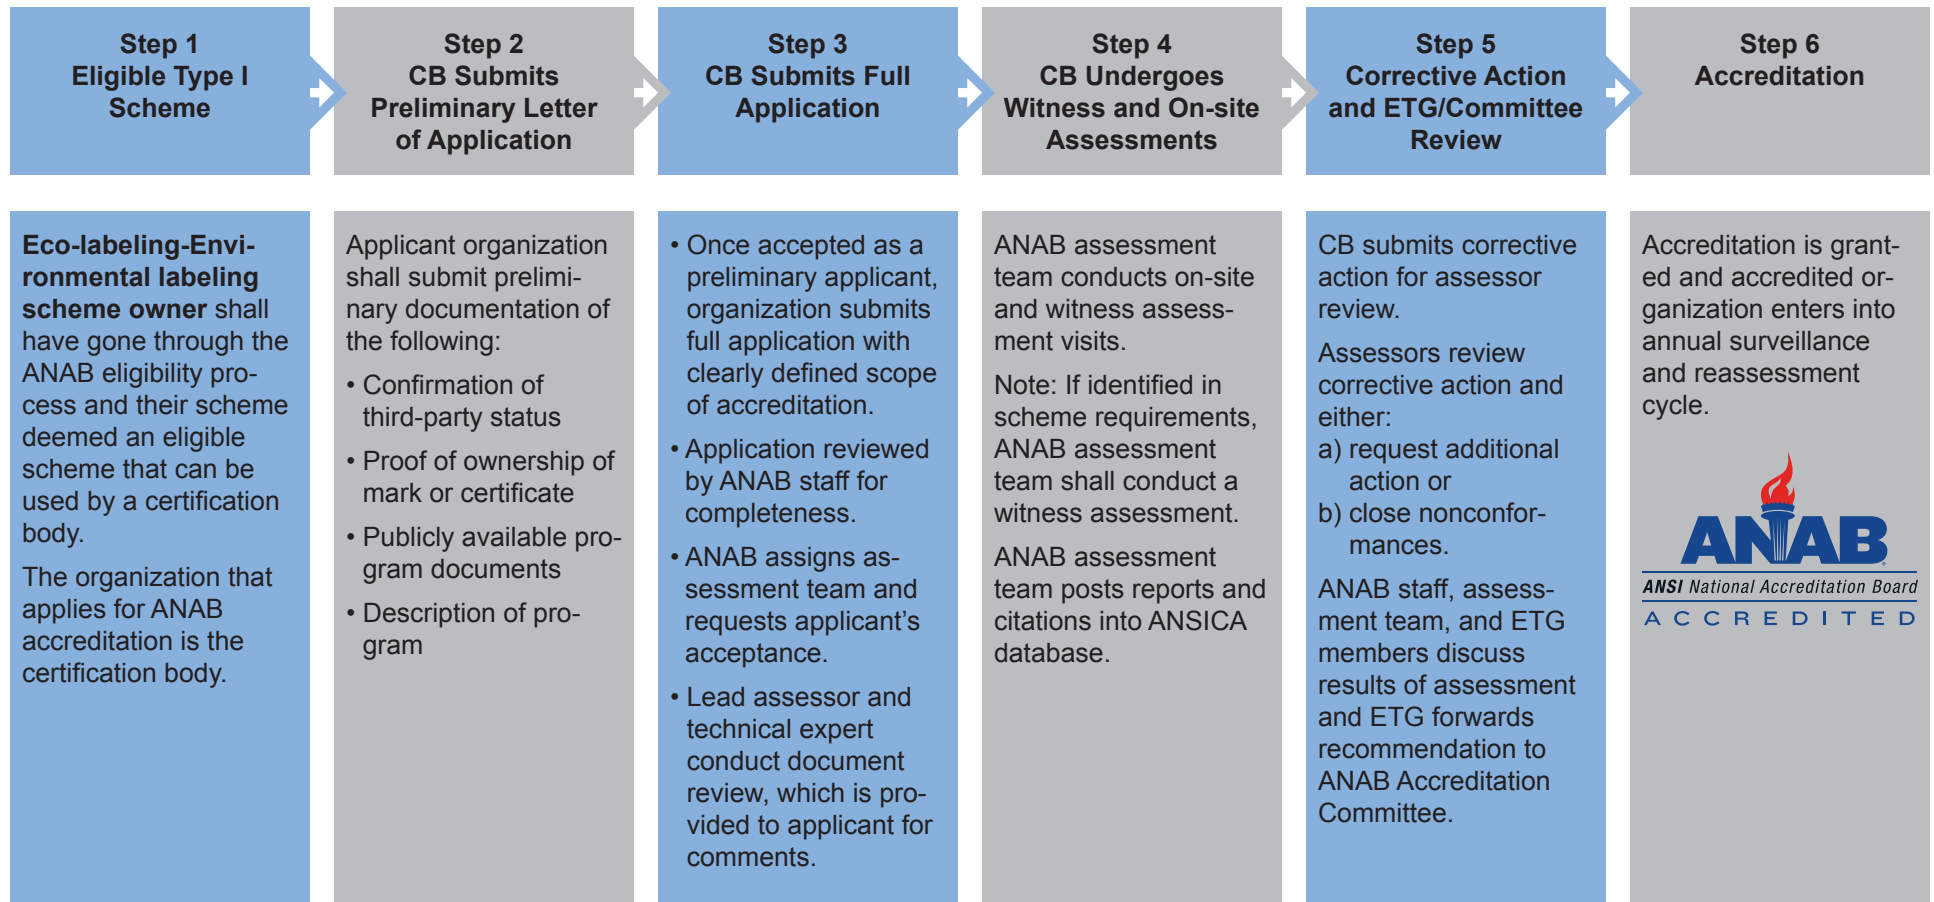 Step 1
Eligible Type I
Scheme
Step 2
CB Submits
Preliminary Letter
of Application
Step 3
CB Submits Full
Application
Step 4
CB Undergoes
Witness and On-site
Assessments
Step 5
Corrective Action
and ETG/Committee
Review
Step 6
Accreditation
Eco-labeling-Envi-
ronmental labeling
scheme owner shall
have gone through the
ANAB eligibility pro-
cess and their scheme
deemed an eligible
scheme that can be
used by a certification
body.
The organization that
applies for ANAB
accreditation is the
certification body.
Applicant organization
shall submit prelimi-
nary documentation of
the following:
• Confirmation of
third-party status
• Proof of ownership of
mark or certificate
• Publicly available pro-
gram documents
• Description of pro-
gram
• Once accepted as a
preliminary applicant,
organization submits
full application with
clearly defined scope
of accreditation.
• Application reviewed
by ANAB staff for
completeness.
• ANAB assigns as-
sessment team and
requests applicant's
acceptance.
• Lead assessor and
technical expert
conduct document
review, which is pro-
vided to applicant for
comments.
ANAB assessment
team conducts on-site
and witness assess-
ment visits.
Note: If identified in
scheme requirements,
ANAB assessment
team shall conduct a
witness assessment.
ANAB assessment
team posts reports and
citations into ANSICA
database.
CB submits corrective
action for assessor
review.
Assessors review
corrective action and
either:
a) request additional
action or
b) close nonconfor-
mances.
ANAB staff, assess-
ment team, and ETG
members discuss
results of assessment
and ETG forwards
recommendation to
ANAB Accreditation
Committee.
Accreditation is grant-
ed and accredited or-
ganization enters into
annual surveillance
and reassessment
cycle.
ANAB
ANSI National Accreditation Board
ACCREDITED